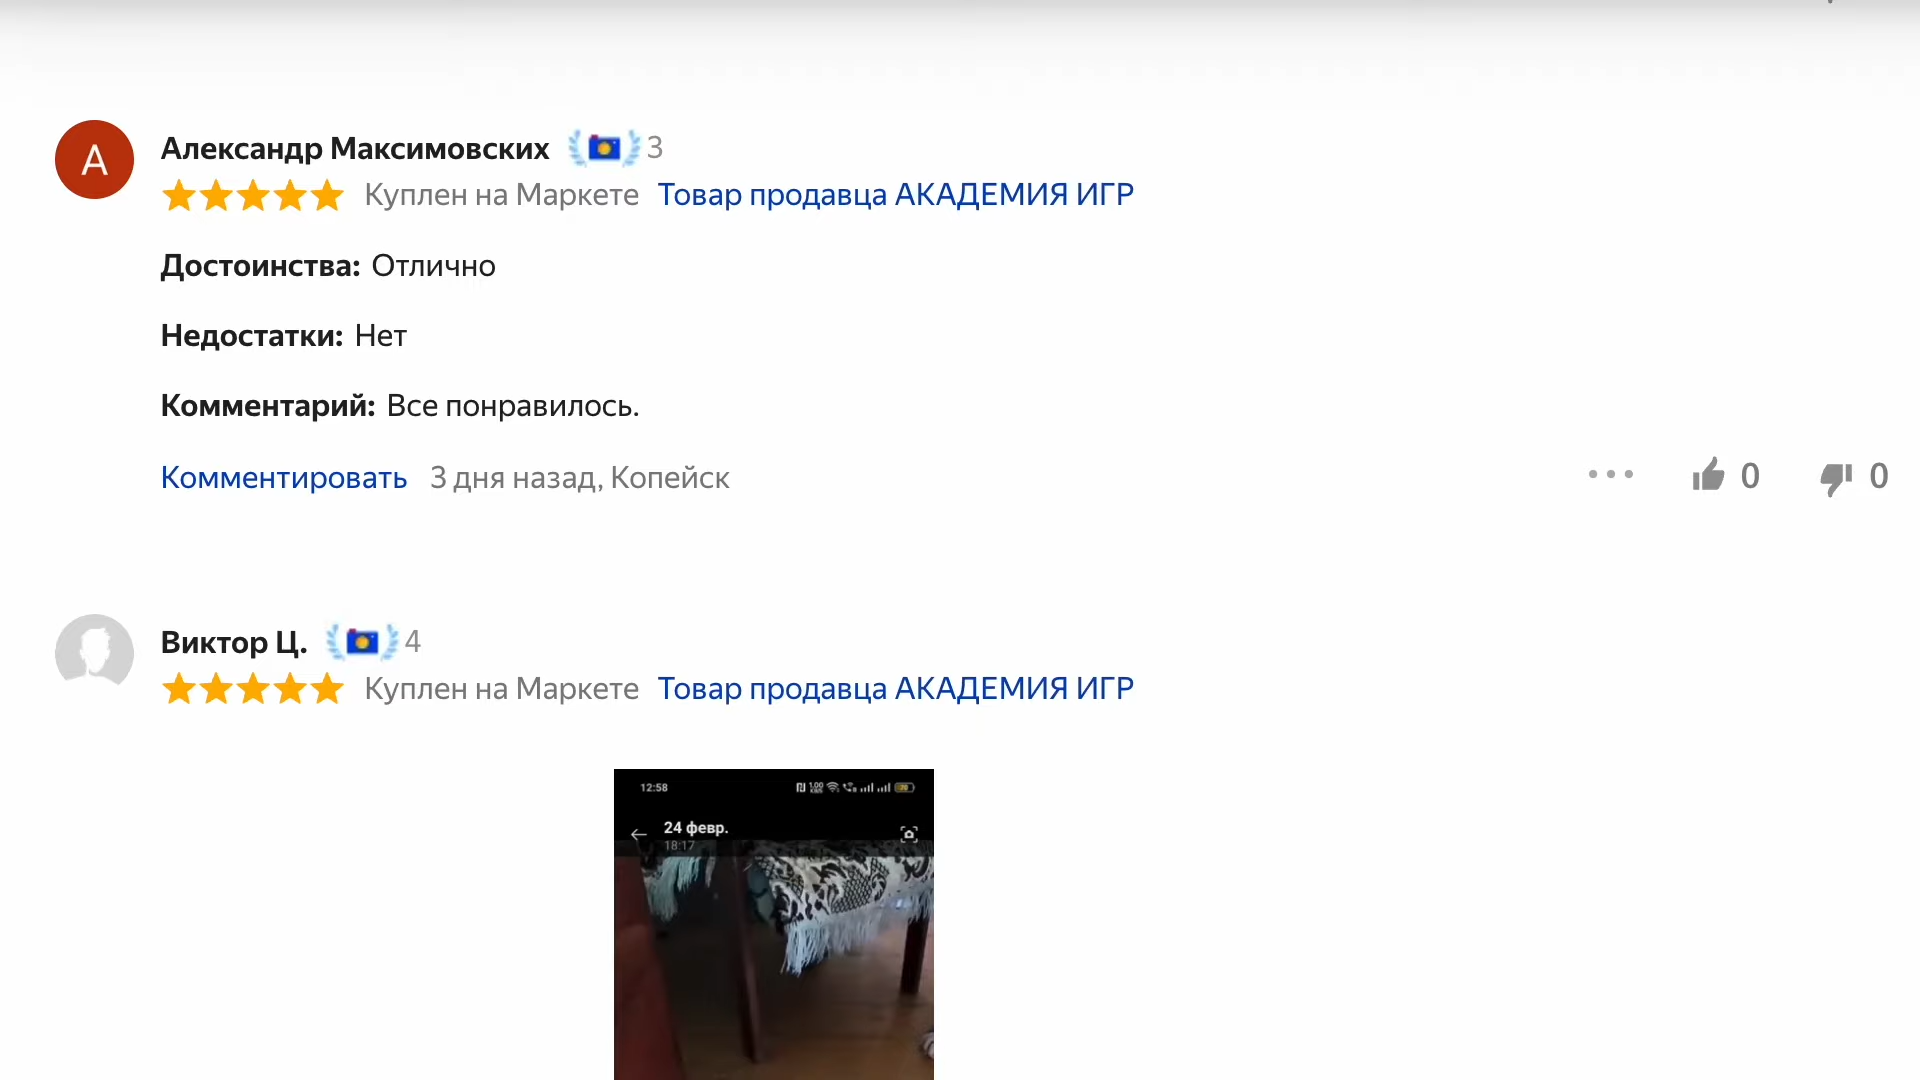 А
Александр Максимовских 3
Куплен на Маркете Товар продавца АКАДЕМИЯ ИГР
Достоинства: Отлично
Недостатки: Нет
Комментарий: Все понравилось.
Комментировать 3 дня назад, Копейск 0 0
Виктор Ц. 4
Куплен на Маркете Товар продавца АКАДЕМИЯ ИГР
12:58
24 февр.
18:17